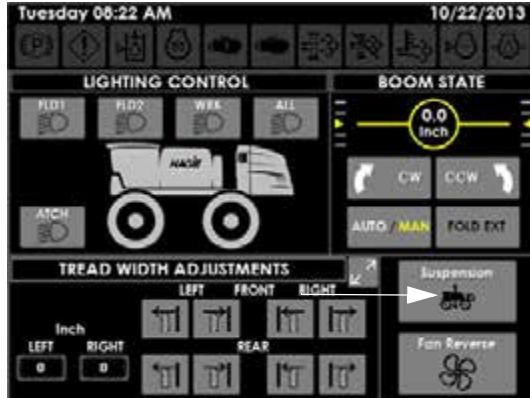 Tuesday 08:22 AM 10/22/2013
LIGHTING CONTROL
BOOM STATE
FLD1 FLD2 WRK ALL
0.0
Inch
HAGIE
CW CCW
ATCH
AUTO / MAN FOLD EXT
TREAD WIDTH ADJUSTMENTS
Suspension
LEFT FRONT RIGHT
Inch
LEFT RIGHT
REAR
Fan Reverse
0 0